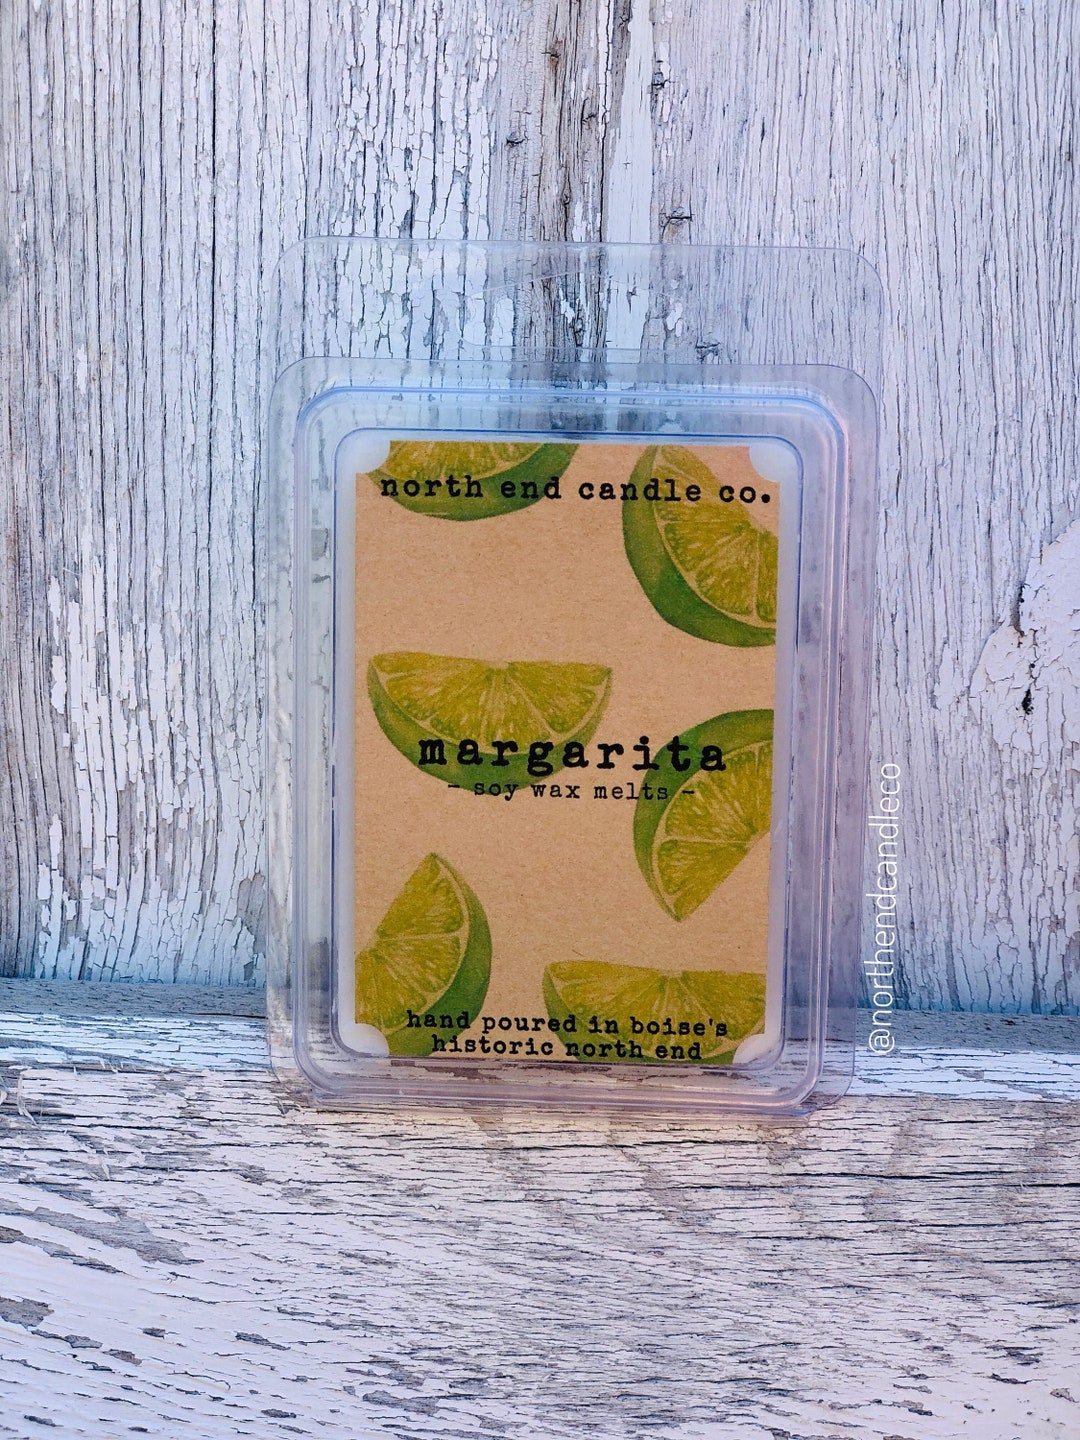 north end candle co.
margarita
- soy wax melts -
hand poured in boise's
historic north end
@northendcandleco